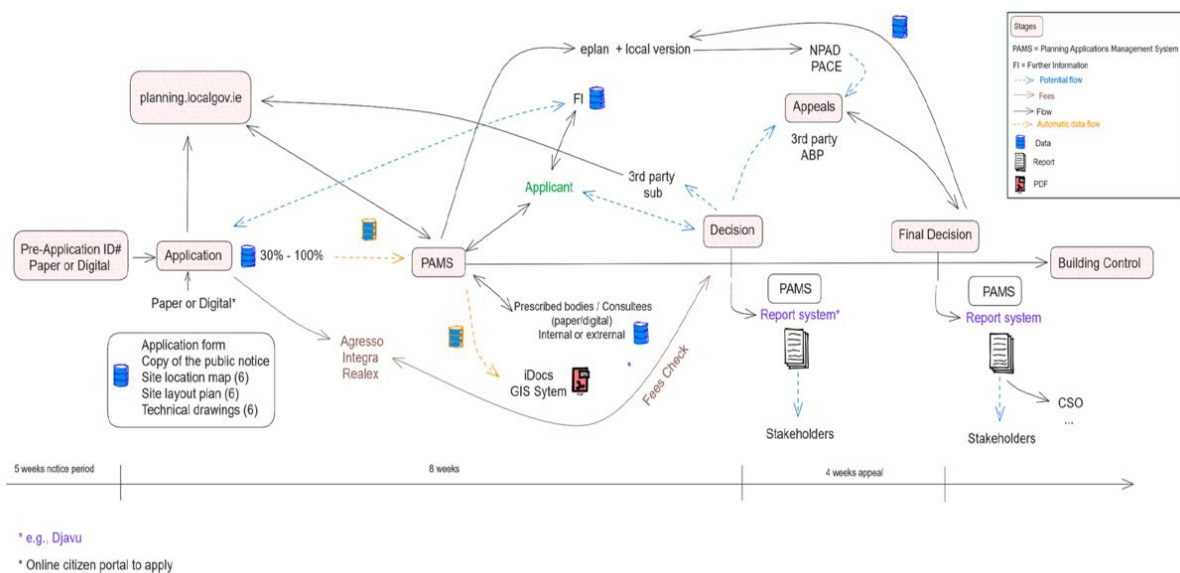 Stages
PAMS = Planning Applications Management System
FI = Further Information
Potential flow
Fees
Flow
Automatic data flow
Data
Report
PDF
eplan + local version
NPAD
PACE
planning.localgov.ie
FI
Appeals
3rd party
ABP
Applicant
3rd party
sub
Pre-Application ID#
Paper or Digital
Application
30% - 100%
PAMS
Decision
Final Decision
Building Control
Paper or Digital*
Prescribed bodies / Consultees
(paper/digital)
Internal or extrernal
PAMS
Report system*
PAMS
Report system
Application form
Copy of the public notice
Site location map (6)
Site layout plan (6)
Technical drawings (6)
Agresso
Integra
Realex
iDocs
GIS Sytem
Fees Check
Stakeholders
CSO
...
Stakeholders
5 weeks notice period
8 weeks
4 weeks appeal
* e.g., Djavu
* Online citizen portal to apply